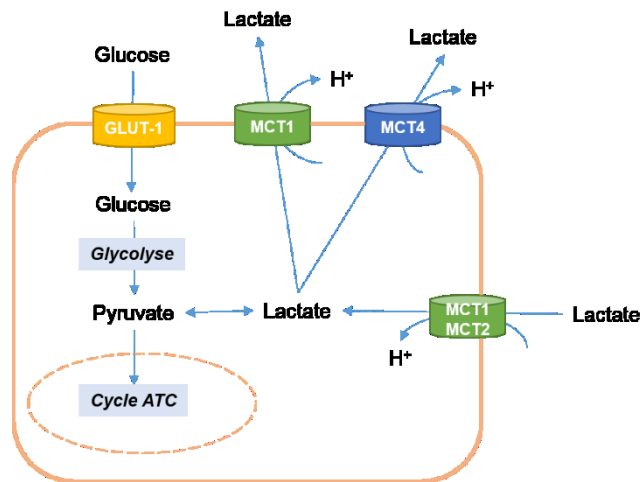 Lactate
Lactate
Glucose
H+
H+
GLUT-1
MCT1
MCT4
Glucose
Glycolyse
Pyruvate
Lactate
MCT1
MCT2
Lactate
H+
Cycle ATC